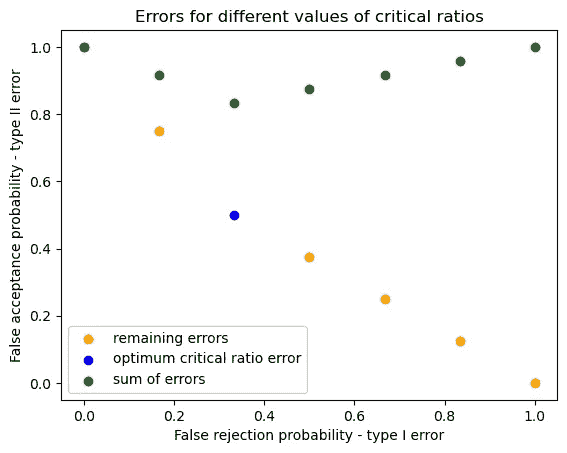 Errors for different values of critical ratios
False acceptance probability - type II error
1.0
0.8
0.6
0.4
0.2
0.0
remaining errors
optimum critical ratio error
sum of errors
0.0 0.2 0.4 0.6 0.8 1.0
False rejection probability - type I error